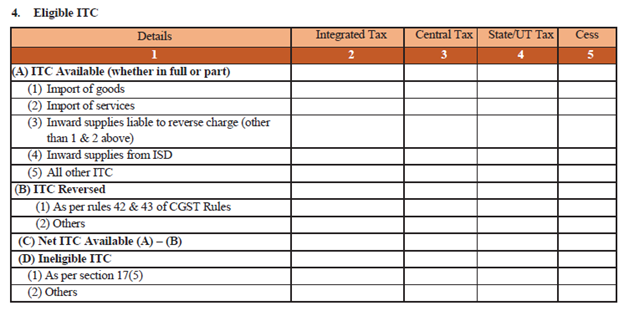 4. Eligible ITC
Details Integrated Tax Central Tax State/UT Tax Cess
1 2 3 4 5
(A) ITC Available (whether in full or part)
(1) Import of goods
(2) Import of services
(3) Inward supplies liable to reverse charge (other
than 1 & 2 above)
(4) Inward supplies from ISD
(5) All other ITC
(B) ITC Reversed
(1) As per rules 42 & 43 of CGST Rules
(2) Others
(C) Net ITC Available (A) – (B)
(D) Ineligible ITC
(1) As per section 17(5)
(2) Others